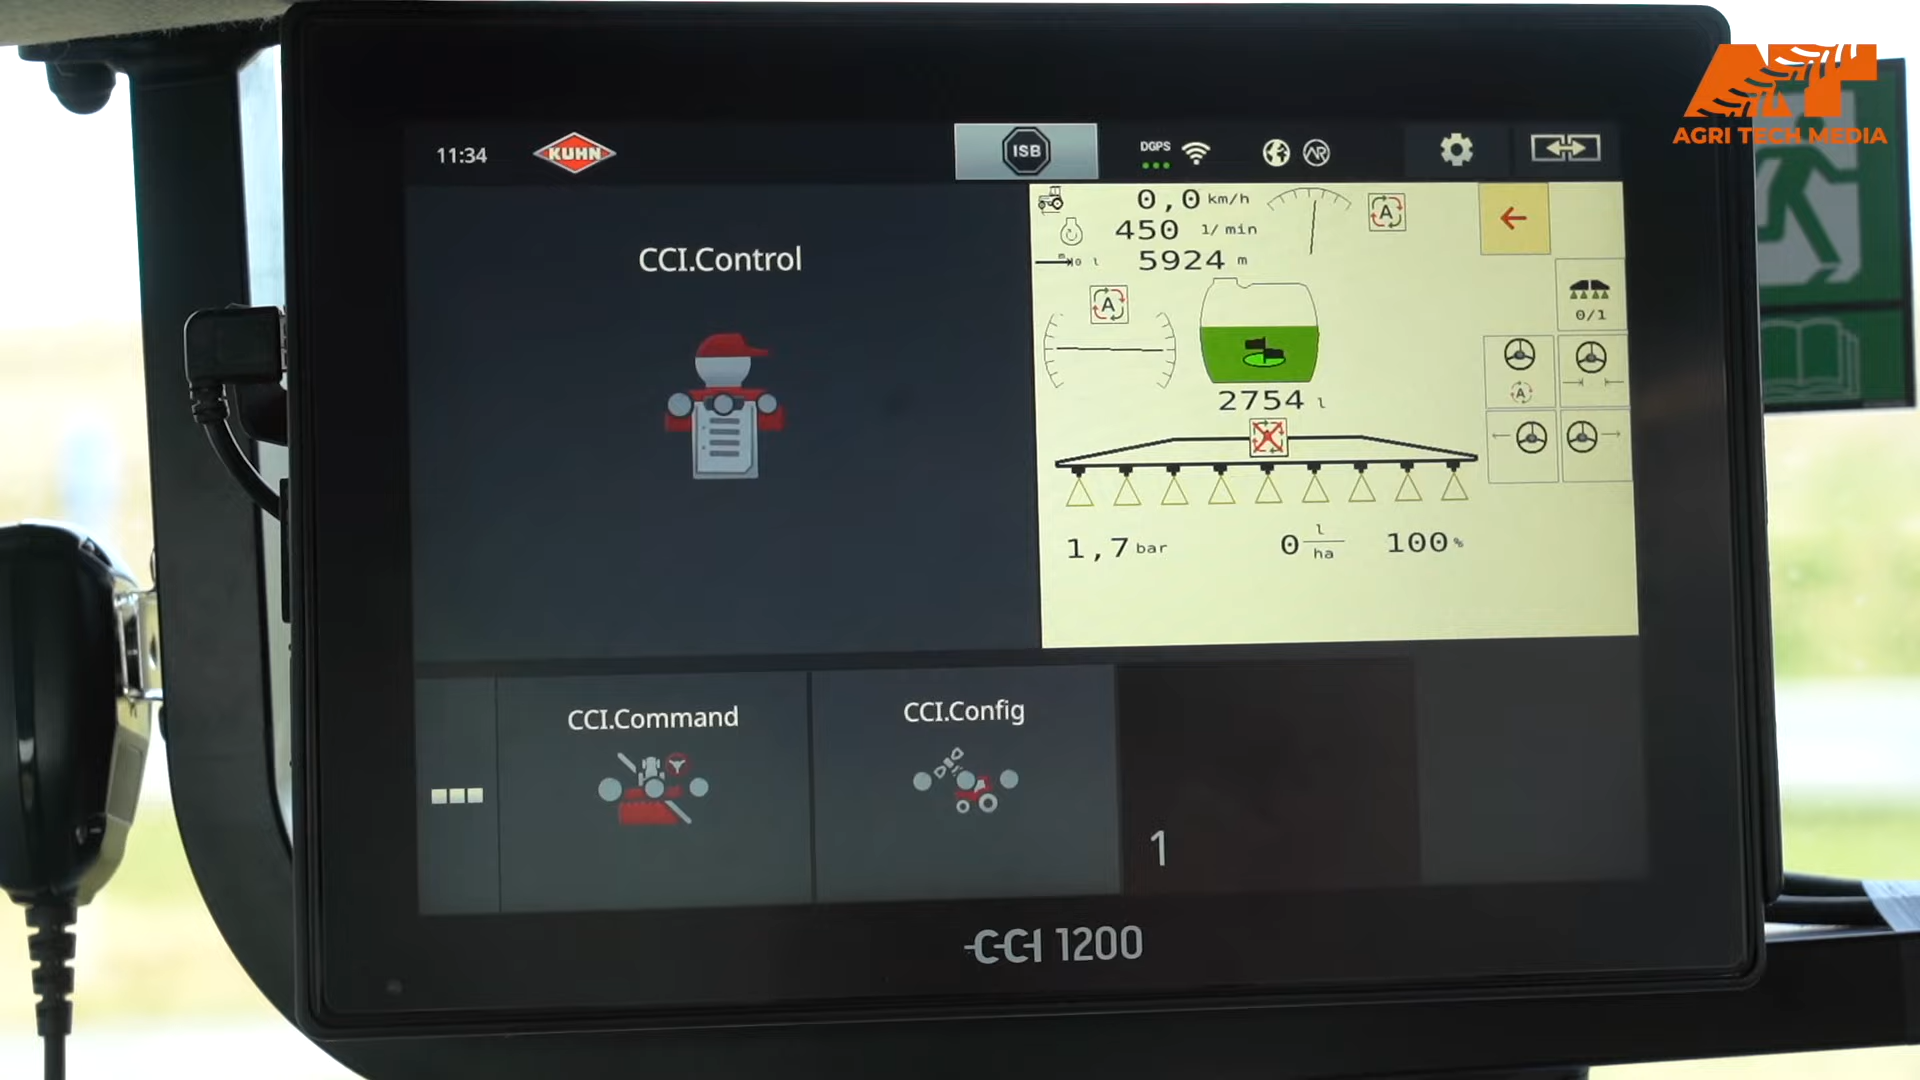 AGRI TECH MEDIA
11:34
KUHN
ISB
DGPS
AR
CCI.Control
0,0 km/h
450 1/min
5924 m
A
A
0/1
A
2754 l
1,7 bar
0 l/ha
100 %
CCI.Command
CCI.Config
1
CCI 1200